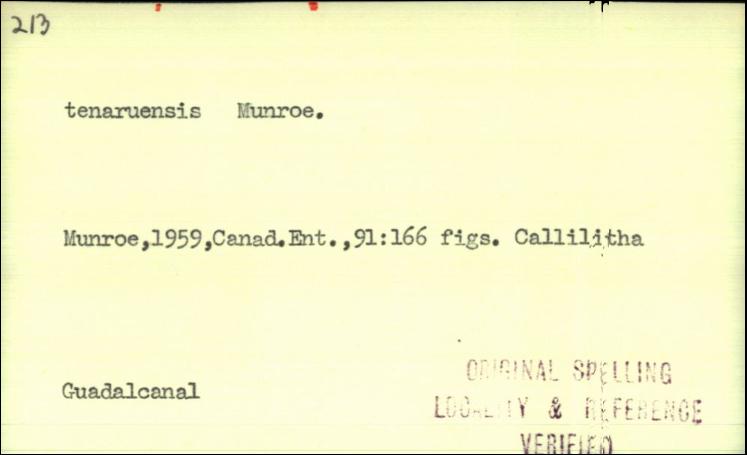 213
tenaruensis Munroe.
Munroe,1959,Canad.Ent.,91:166 figs. Callilitha
Guadalcanal
ORIGINAL SPELLING
LOCALITY & REFERENCE
VERIFIED